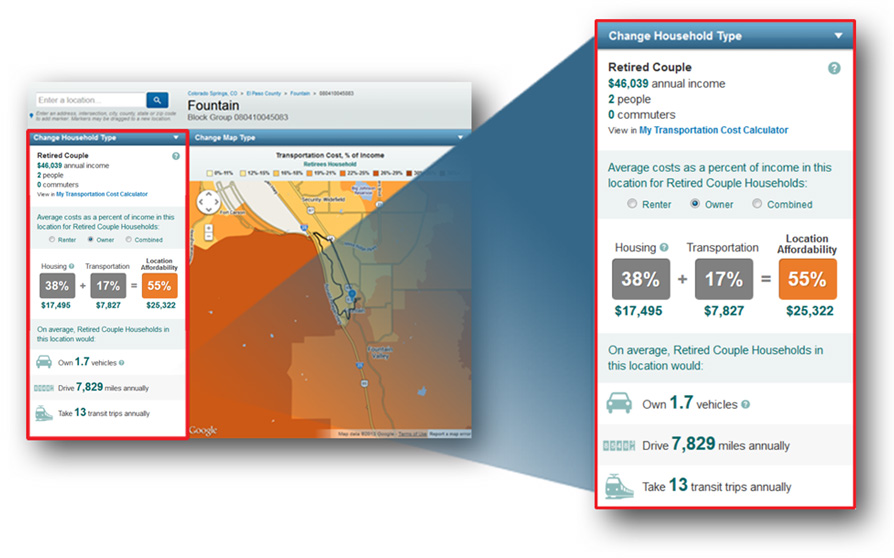 Enter a location...
Enter an address, intersection, city, county, state or zip code
to add marker. Markers may be dragged to a new location.
Colorado Springs, CO > El Paso County > Fountain > 080410045083
Fountain
Block Group 080410045083
Change Household Type
Retired Couple
$46,039 annual income
2 people
0 commuters
View in My Transportation Cost Calculator
Average costs as a percent of income in this
location for Retired Couple Households:
Renter Owner Combined
Housing Transportation Location
Affordability
38% + 17% = 55%
$17,495 $7,827 $25,322
On average, Retired Couple Households in
this location would:
Own 1.7 vehicles
Drive 7,829 miles annually
Take 13 transit trips annually
Change Map Type
Transportation Cost, % of Income
Retirees Household
0%-11% 12%-15% 16%-18% 19%-21% 22%-25% 26%-29% 30%
Security Widefield
Fort Carson
Fountain
Valley
Google
Map data ©2013 Google
Terms of Use
Report a map error
Change Household Type
Retired Couple
$46,039 annual income
2 people
0 commuters
View in My Transportation Cost Calculator
Average costs as a percent of income in this
location for Retired Couple Households:
Renter Owner Combined
Housing Transportation Location
Affordability
38% + 17% = 55%
$17,495 $7,827 $25,322
On average, Retired Couple Households in
this location would:
Own 1.7 vehicles
Drive 7,829 miles annually
Take 13 transit trips annually